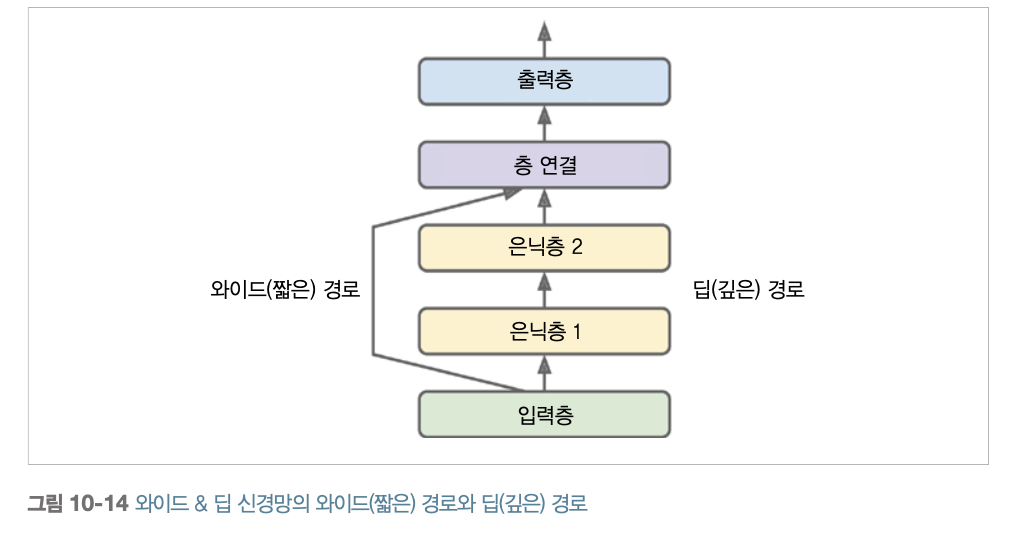 출력층
층 연결
은닉층 2
와이드(짧은) 경로
딥(깊은) 경로
은닉층 1
입력층
그림 10-14 와이드 & 딥 신경망의 와이드(짧은) 경로와 딥(깊은) 경로